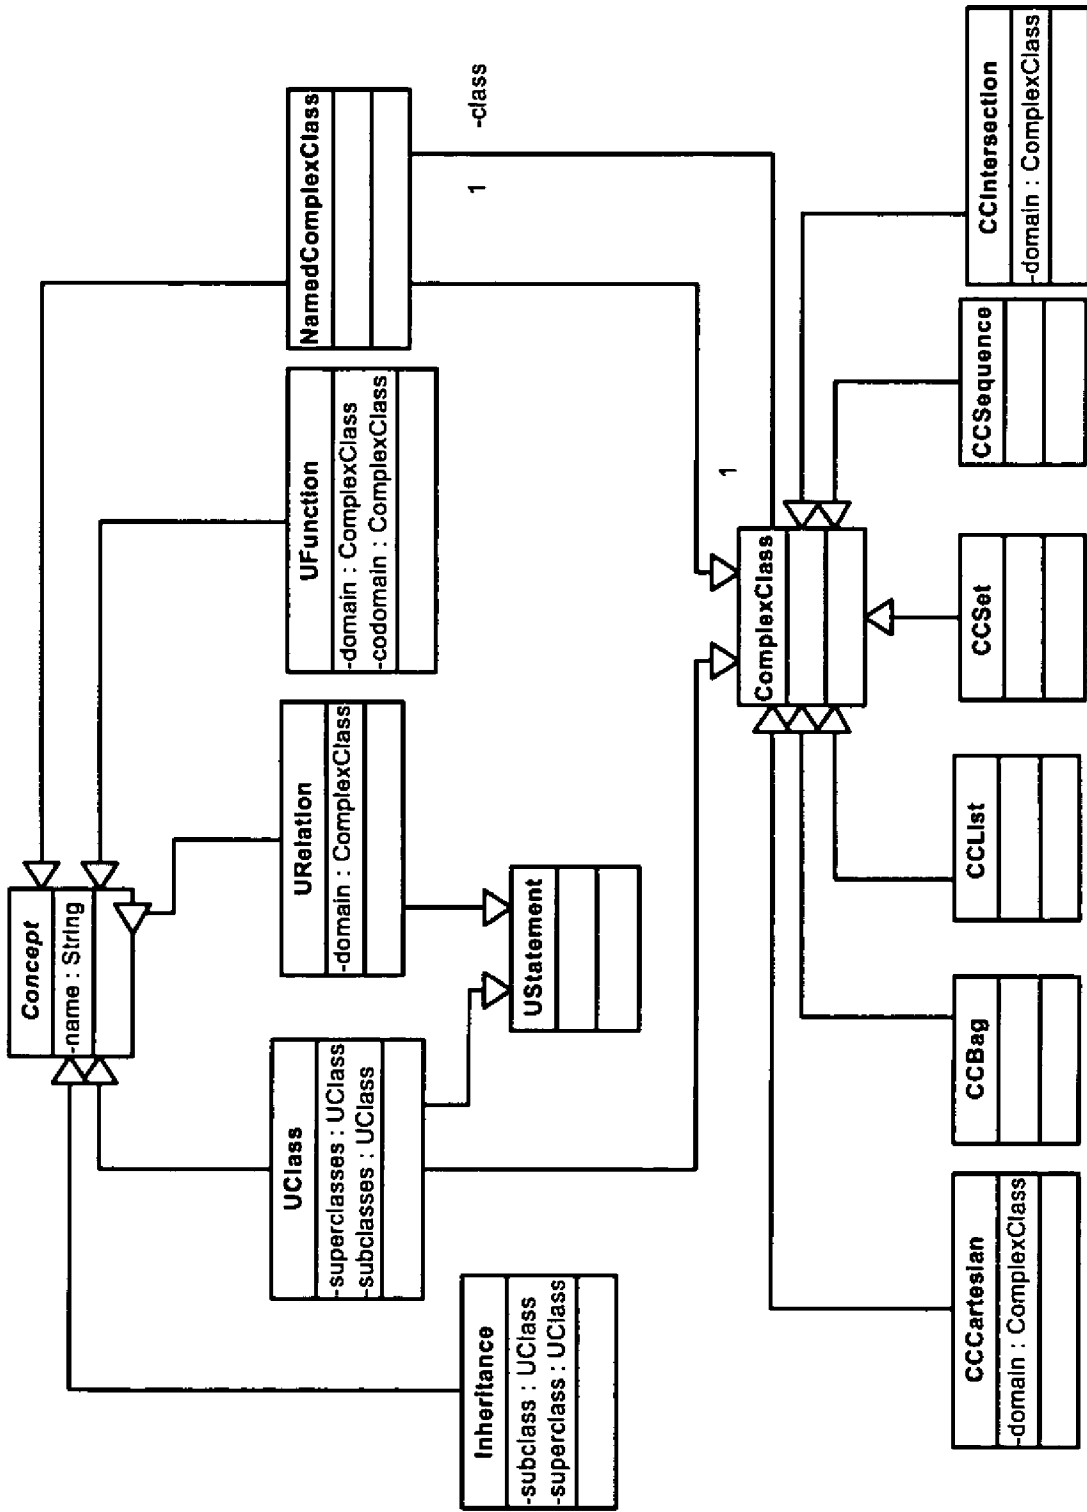 Concept
-name : String
Inheritance
-subclass : UClass
-superclass : UClass
UClass
-superclasses : UClass
-subclasses : UClass
URelation
-domain : ComplexClass
UFunction
-domain : ComplexClass
-codomain : ComplexClass
NamedComplexClass
UStatement
1
-class
1
ComplexClass
CCCartesian
-domain : ComplexClass
CCBag
CCList
CCSet
CCSequence
CCIntersection
-domain : ComplexClass